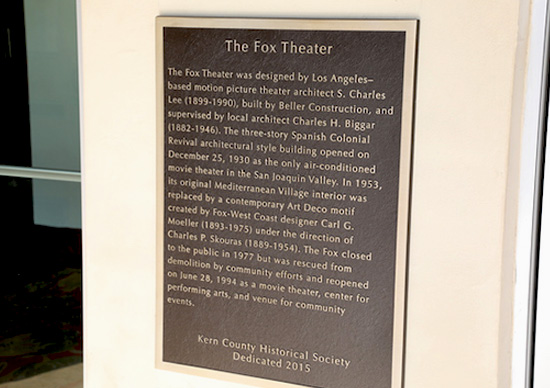 The Fox Theater
The Fox Theater was designed by Los Angeles–
based motion picture theater architect S. Charles
Lee (1899-1990), built by Beller Construction, and
supervised by local architect Charles H. Biggar
(1882-1946). The three-story Spanish Colonial
Revival architectural style building opened on
December 25, 1930 as the only air-conditioned
movie theater in the San Joaquin Valley. In 1953,
its original Mediterranean Village interior was
replaced by a contemporary Art Deco motif
created by Fox-West Coast designer Carl G.
Moeller (1893-1975) under the direction of
Charles P. Skouras (1889-1954). The Fox closed
to the public in 1977 but was rescued from
demolition by community efforts and reopened
on June 28, 1994 as a movie theater, center for
performing arts, and venue for community
events.
Kern County Historical Society
Dedicated 2015